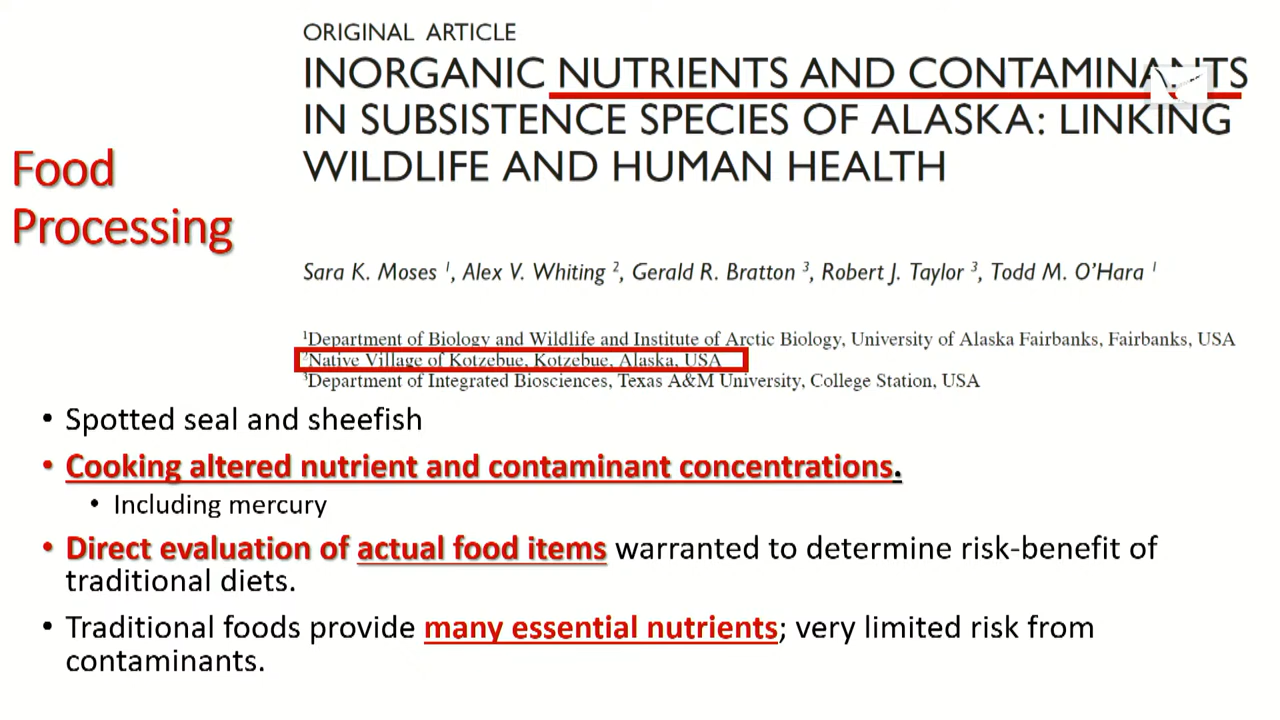 ORIGINAL ARTICLE
INORGANIC NUTRIENTS AND CONTAMINANTS
IN SUBSISTENCE SPECIES OF ALASKA: LINKING
WILDLIFE AND HUMAN HEALTH
Food
Processing
Sara K. Moses ¹, Alex V. Whiting ², Gerald R. Bratton ³, Robert J. Taylor ³, Todd M. O'Hara ¹
¹Department of Biology and Wildlife and Institute of Arctic Biology, University of Alaska Fairbanks, Fairbanks, USA
²Native Village of Kotzebue, Kotzebue, Alaska, USA
³Department of Integrated Biosciences, Texas A&M University, College Station, USA
• Spotted seal and sheefish
• Cooking altered nutrient and contaminant concentrations.
• Including mercury
• Direct evaluation of actual food items warranted to determine risk-benefit of
traditional diets.
• Traditional foods provide many essential nutrients; very limited risk from
contaminants.